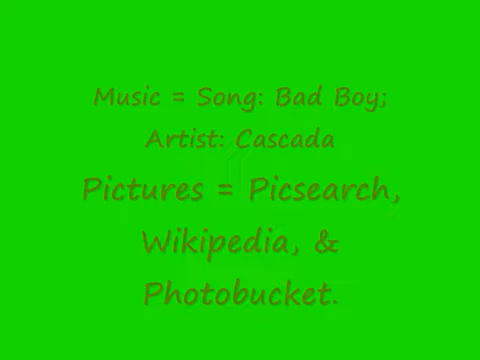 Music = Song: Bad Boy;
Artist: Cascada
Pictures = Picsearch,
Wikipedia, &
Photobucket.